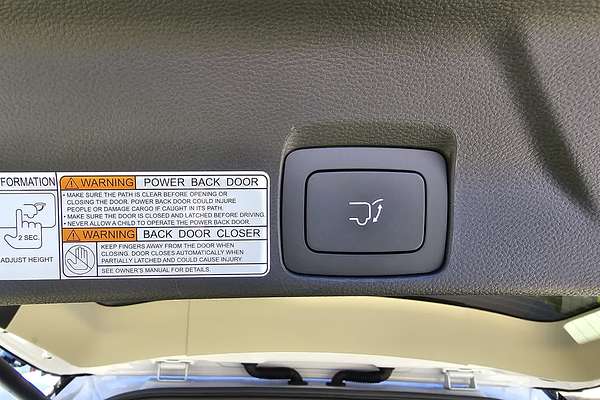 FORMATION
2 SEC.
ADJUST HEIGHT
WARNING POWER BACK DOOR
• MAKE SURE THE PATH IS CLEAR BEFORE OPENING OR
CLOSING THE DOOR. POWER BACK DOOR COULD INJURE
PEOPLE OR DAMAGE CARGO IF CAUGHT IN ITS PATH.
• MAKE SURE THE DOOR IS CLOSED AND LATCHED BEFORE DRIVING.
• NEVER ALLOW A CHILD TO OPERATE THE POWER BACK DOOR.
WARNING BACK DOOR CLOSER
KEEP FINGERS AWAY FROM THE DOOR WHEN
CLOSING. DOOR CLOSES AUTOMATICALLY WHEN
PARTIALLY LATCHED AND COULD CAUSE INJURY.
SEE OWNER'S MANUAL FOR DETAILS.